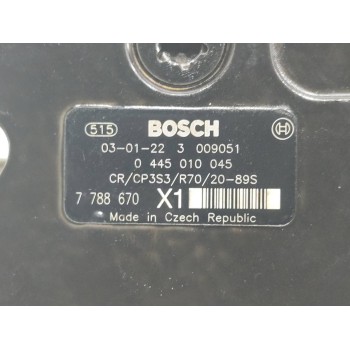 515 BOSCH
03-01-22 3 009051
0 445 010 045
CR/CP3S3/R70/20-89S
7 788 670 X1
Made in Czech Republic